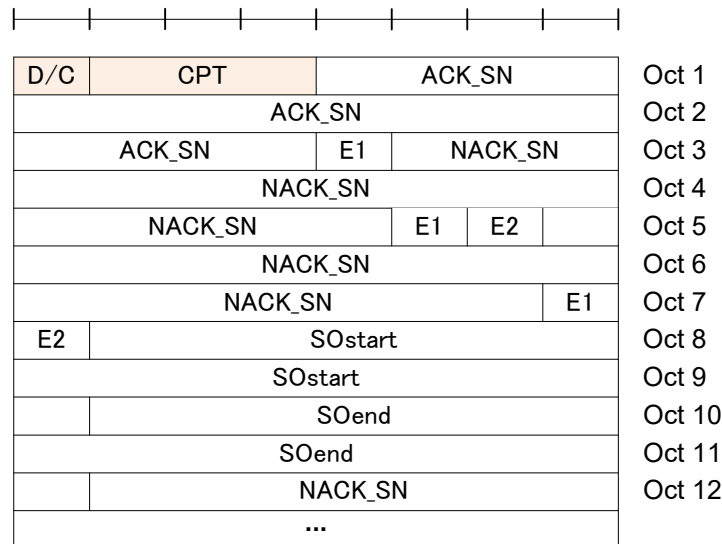 D/C CPT ACK_SN Oct 1
ACK_SN Oct 2
ACK_SN E1 NACK_SN Oct 3
NACK_SN Oct 4
NACK_SN E1 E2 Oct 5
NACK_SN Oct 6
NACK_SN E1 Oct 7
E2 SOstart Oct 8
SOstart Oct 9
SOend Oct 10
SOend Oct 11
NACK_SN Oct 12
...